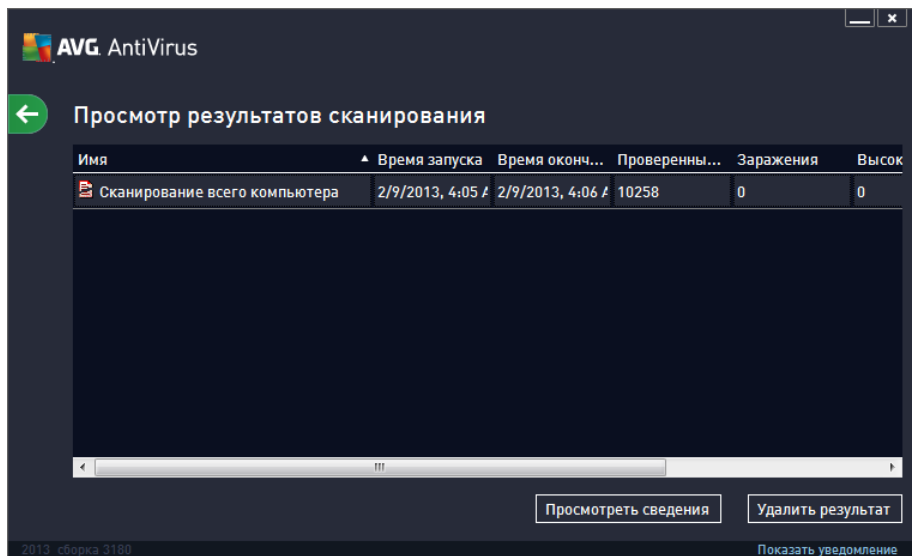 AVG. AntiVirus
Просмотр результатов сканирования
Имя Время запуска Время оконч... Проверенны... Заражения Высок
Сканирование всего компьютера 2/9/2013, 4:05 A 2/9/2013, 4:06 A 10258 0 0
Просмотреть сведения Удалить результат
2013 сборка 3180 Показать уведомление